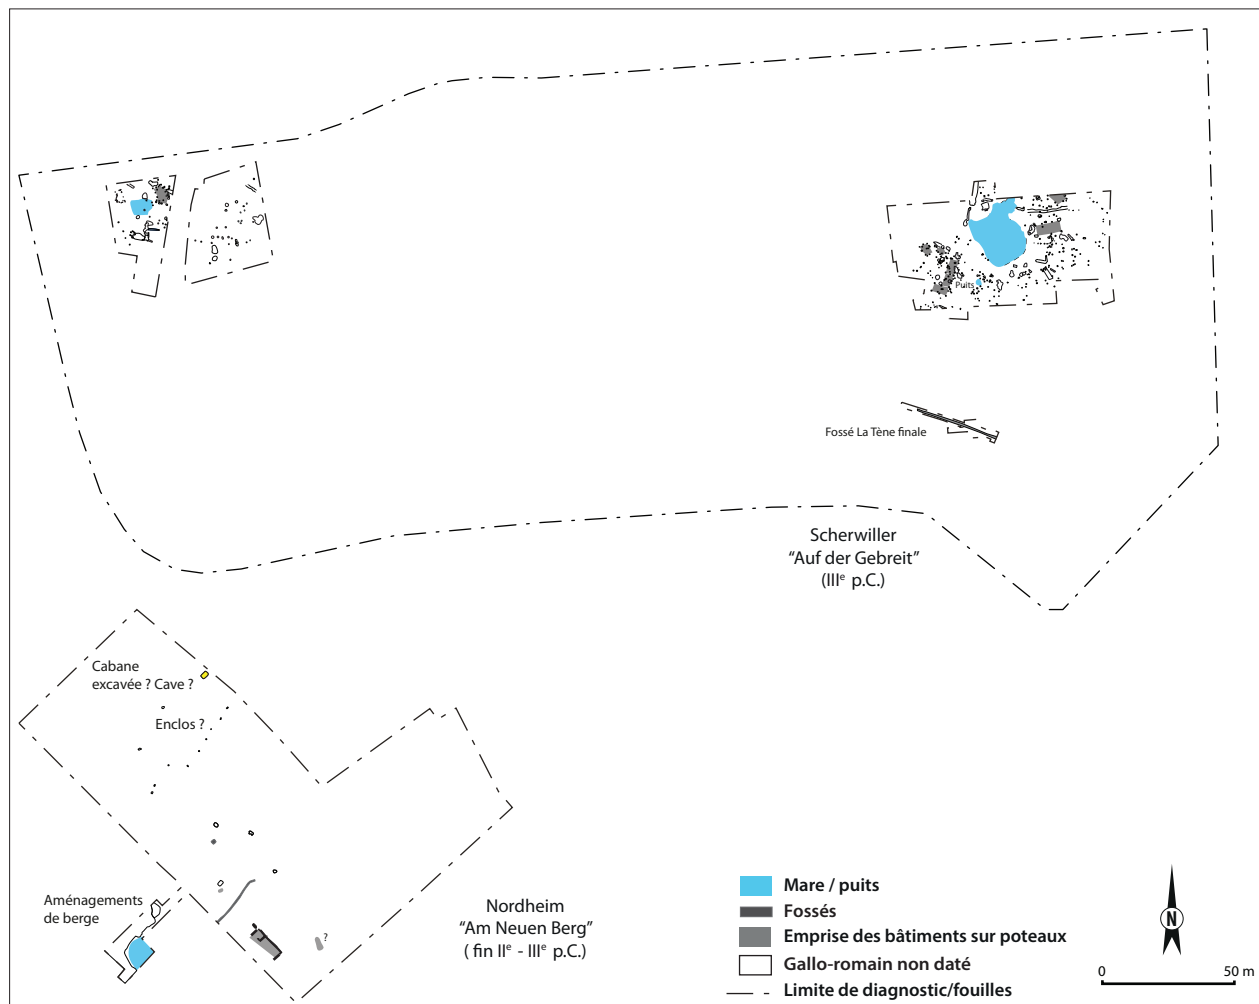 Puits
Fossé La Tène finale
Scherwiller
“Auf der Gebreit”
(IIIe p.C.)
Cabane
excavée ? Cave ?
Enclos ?
Aménagements
de berge
?
Nordheim
“Am Neuen Berg”
( fin IIe - IIIe p.C.)
Mare / puits
Fossés
Emprise des bâtiments sur poteaux
Gallo-romain non daté
Limite de diagnostic/fouilles
N
0 50 m